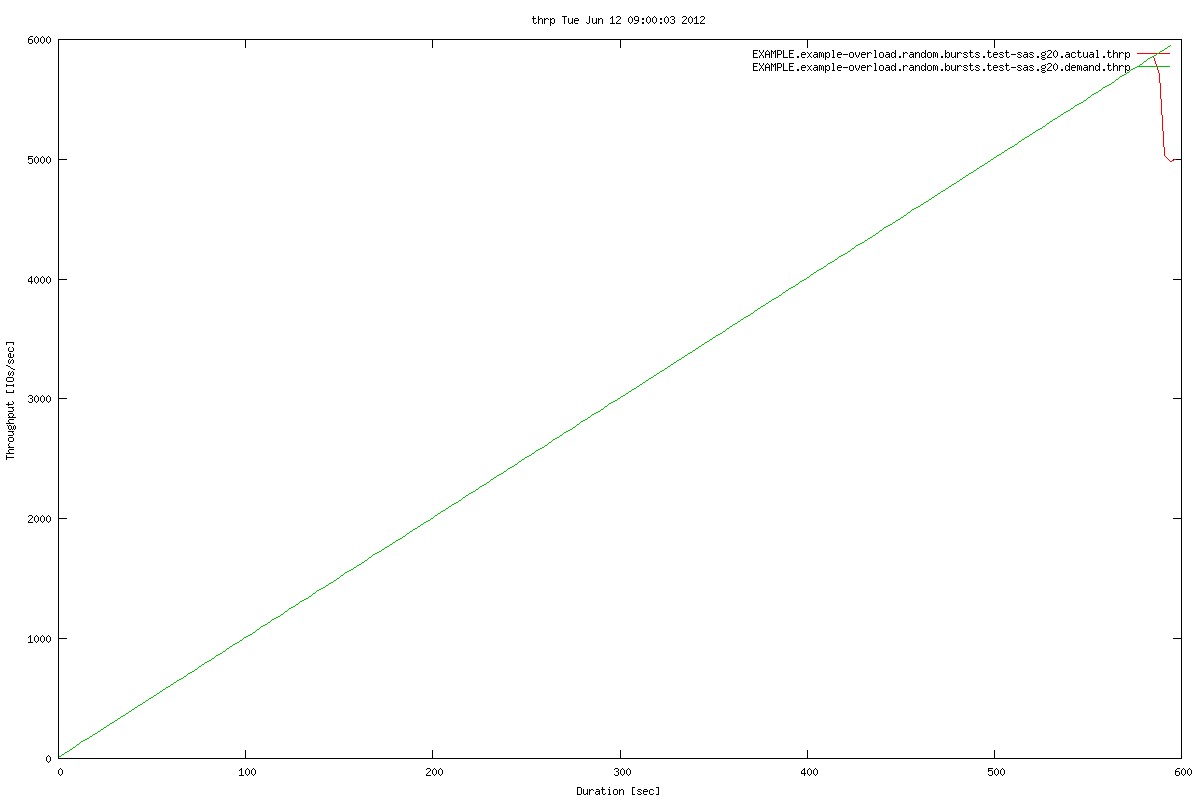 thrp Tue Jun 12 09:00:03 2012
EXAMPLE.example-overload.random.bursts.test-sas.g20.actual.thrp
EXAMPLE.example-overload.random.bursts.test-sas.g20.demand.thrp
6000
5000
4000
3000
2000
1000
0
Throughput [IOs/sec]
0 100 200 300 400 500 600
Duration [sec]